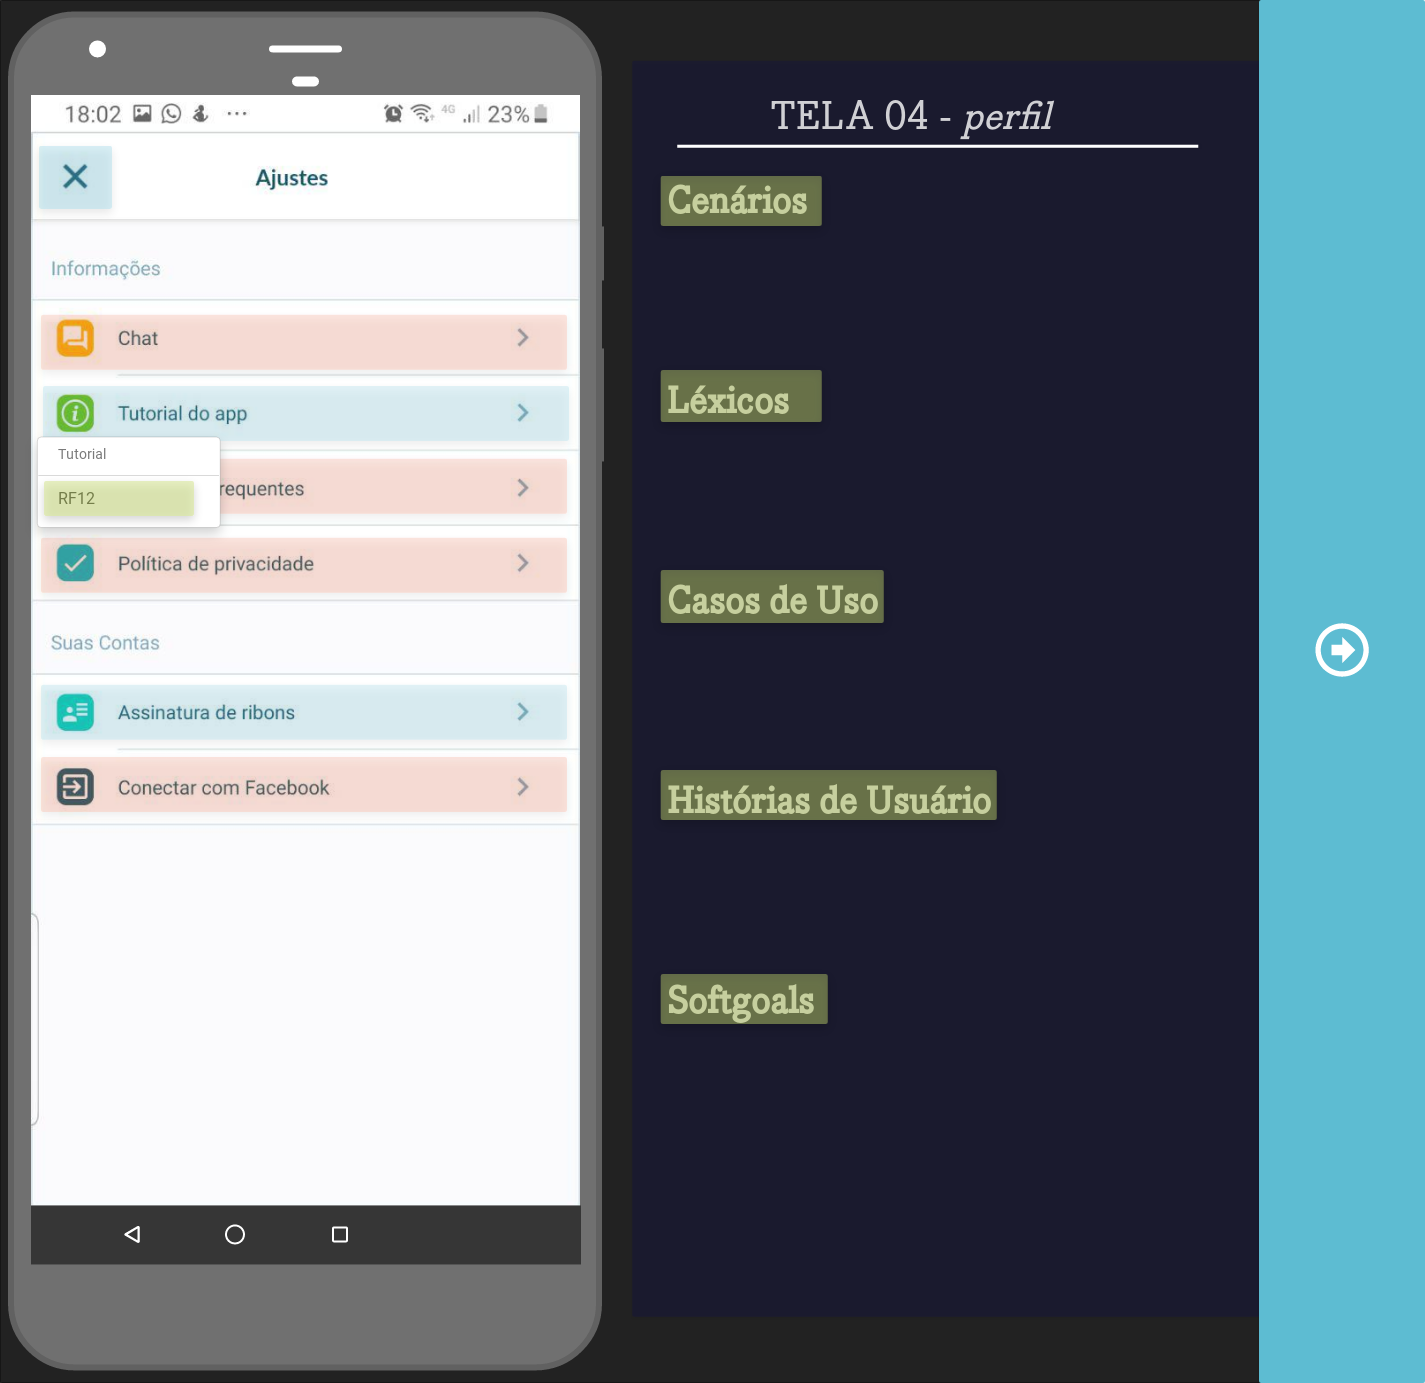 18:02 4G 23%
Ajustes
Informações
Chat
Tutorial do app
Tutorial
RF12
requentes
Política de privacidade
Suas Contas
Assinatura de ribons
Conectar com Facebook
TELA 04 - perfil
Cenários
Léxicos
Casos de Uso
Histórias de Usuário
Softgoals